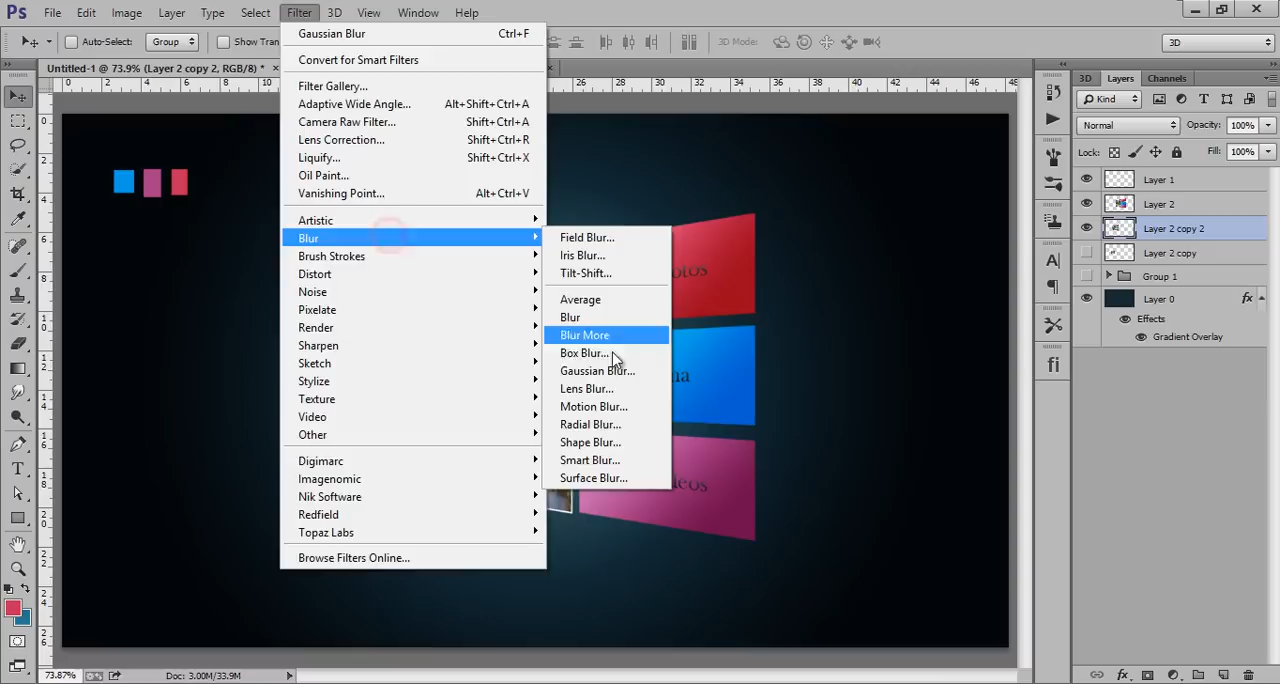 Ps File Edit Image Layer Type Select Filter 3D View Window Help
Auto-Select: Group Show Tran 3D Mode: 3D
Untitled-1 @ 73.9% (Layer 2 copy 2, RGB/8) * ×
Gaussian Blur Ctrl+F
Convert for Smart Filters
Filter Gallery...
Adaptive Wide Angle... Alt+Shift+Ctrl+A
Camera Raw Filter... Shift+Ctrl+A
Lens Correction... Shift+Ctrl+R
Liquify... Shift+Ctrl+X
Oil Paint...
Vanishing Point... Alt+Ctrl+V
Artistic
Blur
Brush Strokes
Distort
Noise
Pixelate
Render
Sharpen
Sketch
Stylize
Texture
Video
Other
Digimarc
Imagenomic
Nik Software
Redfield
Topaz Labs
Browse Filters Online...
Field Blur...
Iris Blur...
Tilt-Shift...
Average
Blur
Blur More
Box Blur...
Gaussian Blur...
Lens Blur...
Motion Blur...
Radial Blur...
Shape Blur...
Smart Blur...
Surface Blur...
3D Layers Channels
Kind
Normal Opacity: 100%
Lock: Fill: 100%
Layer 1
Layer 2
Layer 2 copy 2
Layer 2 copy
Group 1
Layer 0 fx
Effects
Gradient Overlay
73.87% Doc: 3.00M/33.9M